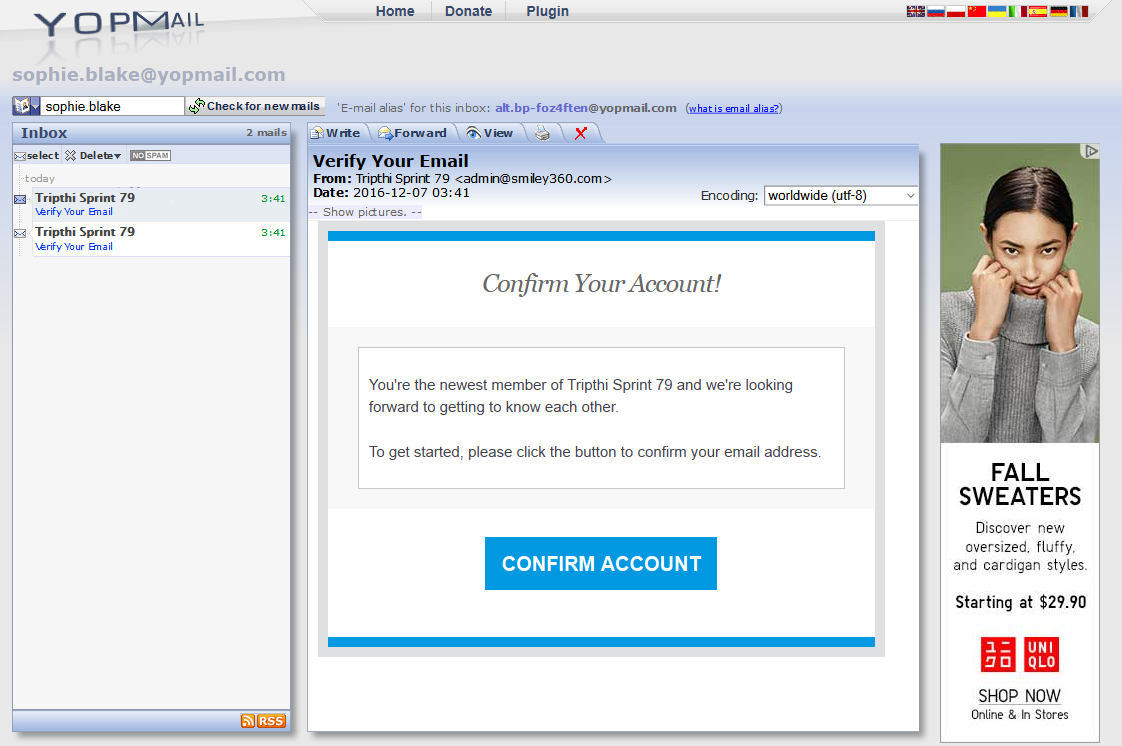 YOPMAIL
Home Donate Plugin
sophie.blake@yopmail.com
sophie.blake Check for new mails 'E-mail alias' for this inbox: alt.bp-foz4ften@yopmail.com (what is email alias?)
Inbox 2 mails
select Delete NO SPAM
today
Tripthi Sprint 79 3:41
Verify Your Email
Tripthi Sprint 79 3:41
Verify Your Email
RSS
Write Forward View
Verify Your Email
From: Tripthi Sprint 79 <admin@smiley360.com>
Date: 2016-12-07 03:41
Encoding: worldwide (utf-8)
-- Show pictures. --
Confirm Your Account!
You're the newest member of Tripthi Sprint 79 and we're looking
forward to getting to know each other.
To get started, please click the button to confirm your email address.
CONFIRM ACCOUNT
FALL
SWEATERS
Discover new
oversized, fluffy,
and cardigan styles.
Starting at $29.90
ユニ
クロ
UNI
QLO
SHOP NOW
Online & In Stores